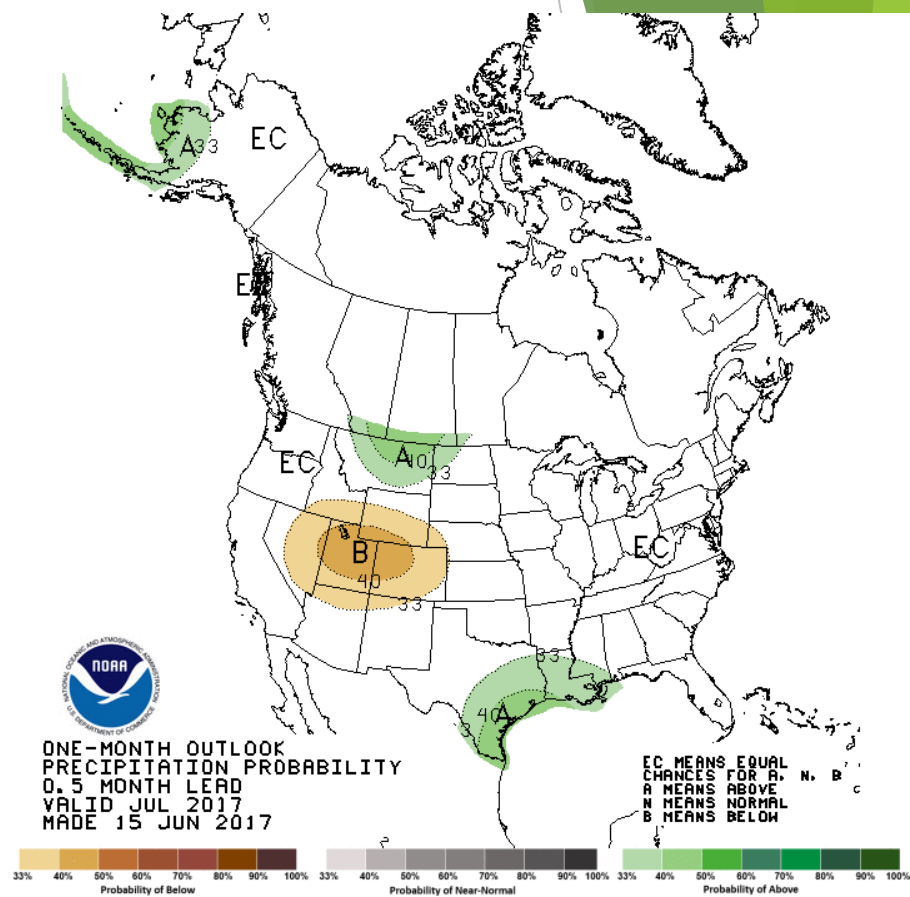 A33
EC
E
A
40
33
EC
B
40
33
EC
33
40
A
3
NATIONAL OCEANIC AND ATMOSPHERIC ADMINISTRATION
NOAA
U.S. DEPARTMENT OF COMMERCE
ONE-MONTH OUTLOOK
PRECIPITATION PROBABILITY
0.5 MONTH LEAD
VALID JUL 2017
MADE 15 JUN 2017
EC MEANS EQUAL
CHANCES FOR A, N, B
A MEANS ABOVE
N MEANS NORMAL
B MEANS BELOW
33% 40% 50% 60% 70% 80% 90% 100%
Probability of Below
33% 40% 50% 60% 70% 80% 90% 100%
Probability of Near-Normal
33% 40% 50% 60% 70% 80% 90% 100%
Probability of Above